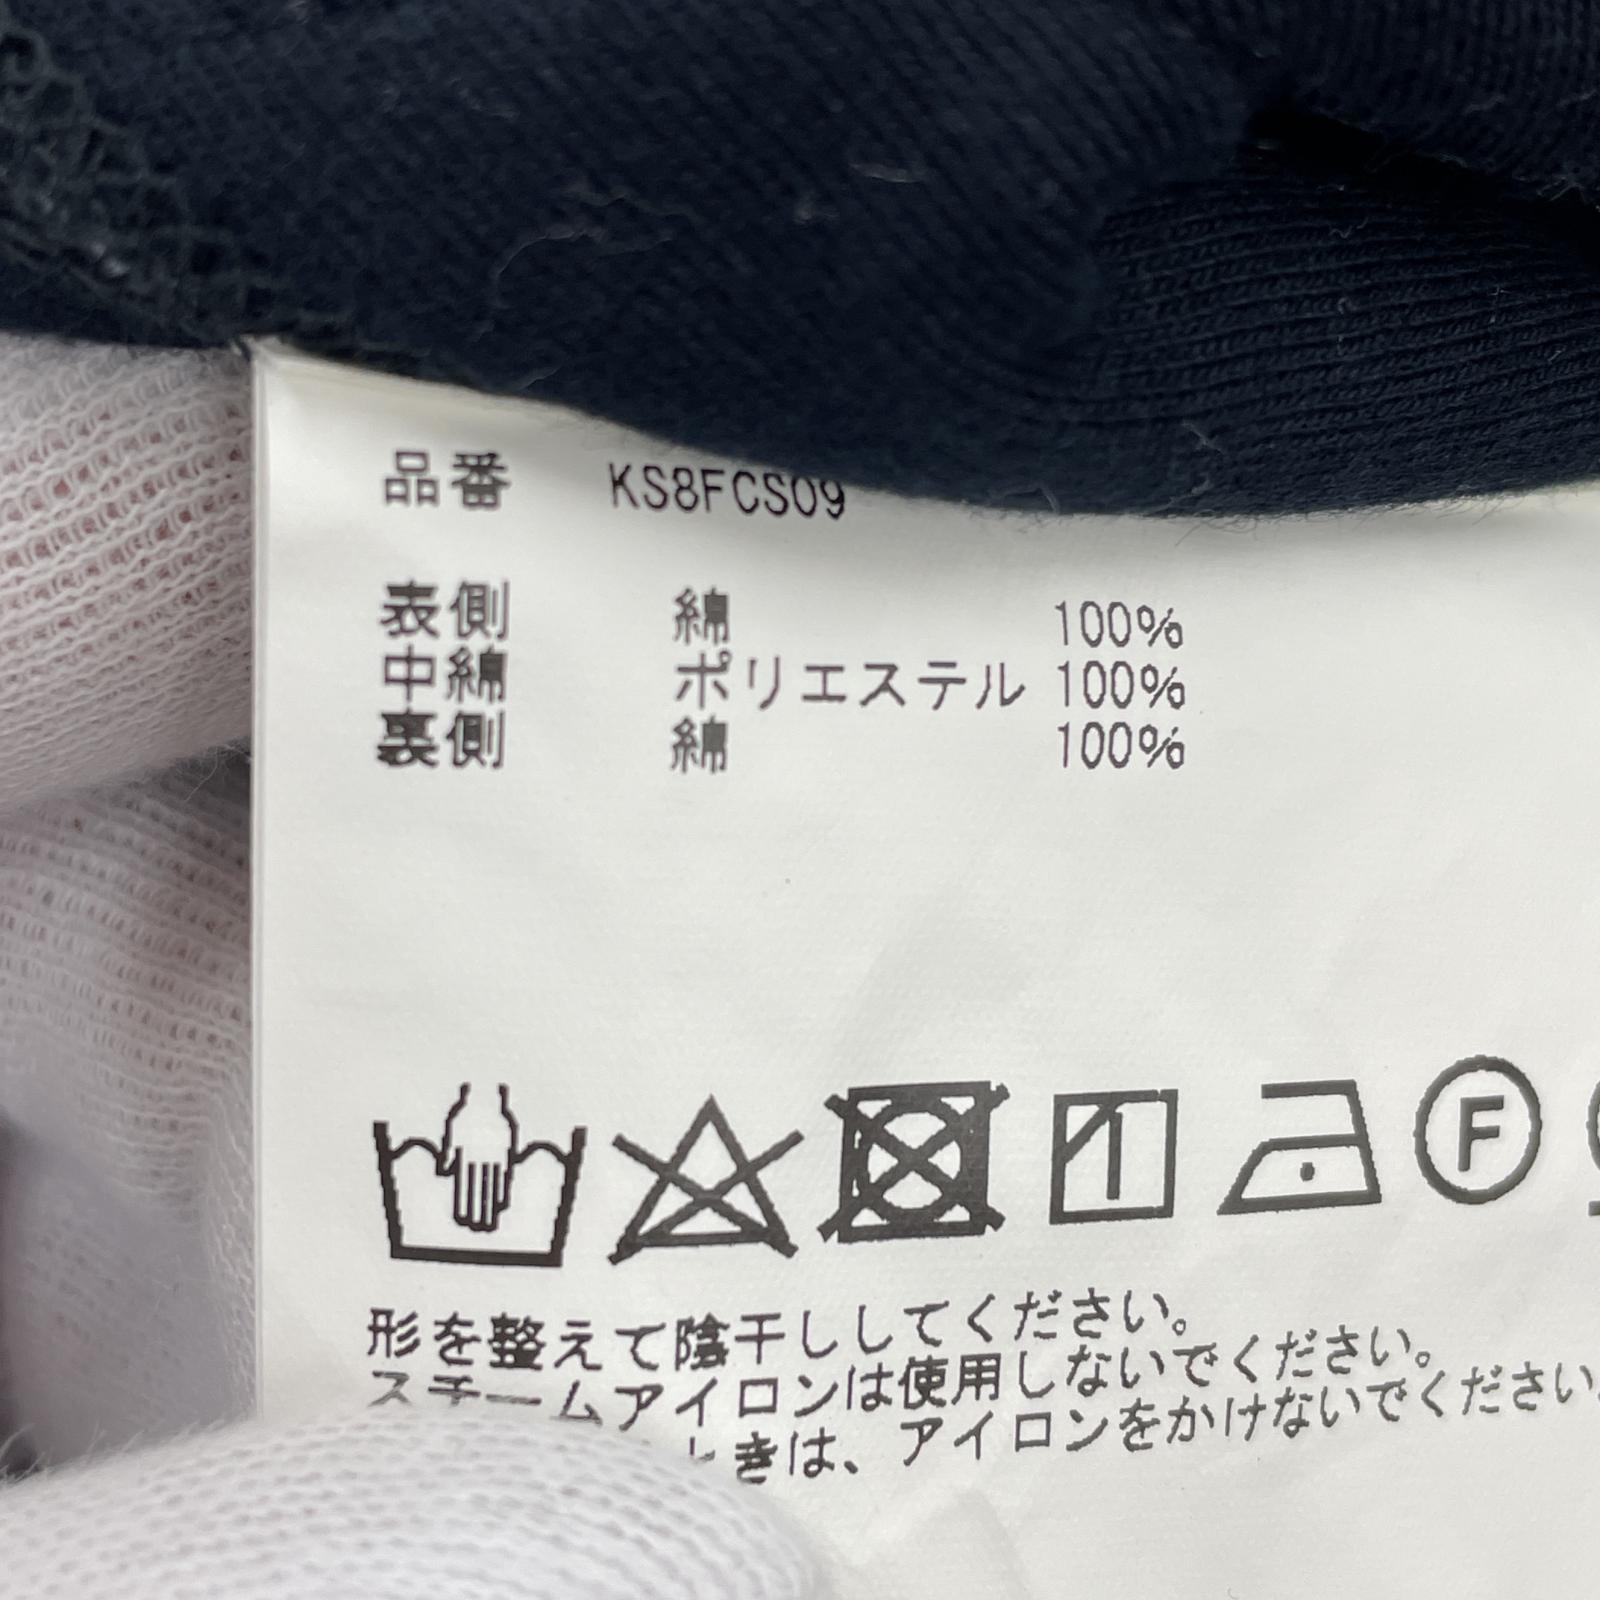 品番 KS8FCS09
表側 綿 100%
中綿 ポリエステル 100%
裏側 綿 100%
F
形を整えて陰干ししてください。
スチームアイロンは使用しないでください。
きは、アイロンをかけないでください。